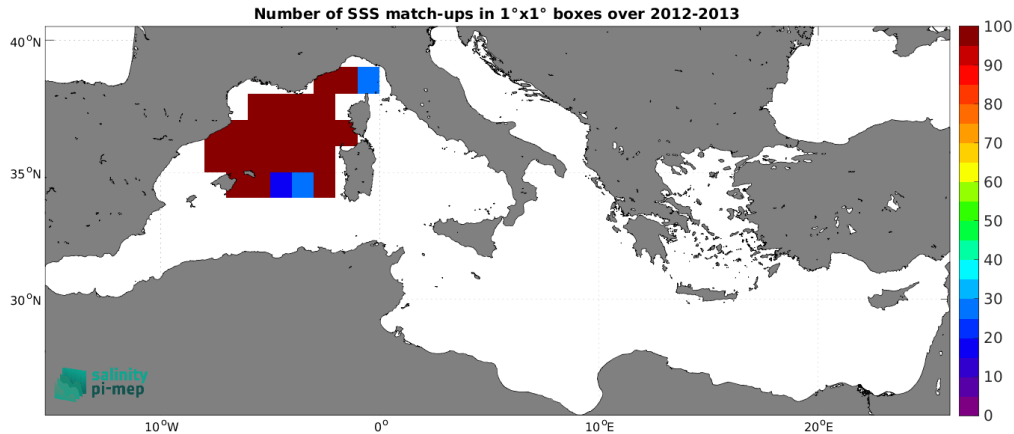 Number of SSS match-ups in 1°x1° boxes over 2012-2013
40°N
35°N
30°N
10°W
0°
10°E
20°E
100
90
80
70
60
50
40
30
20
10
0
salinity
pi-mep